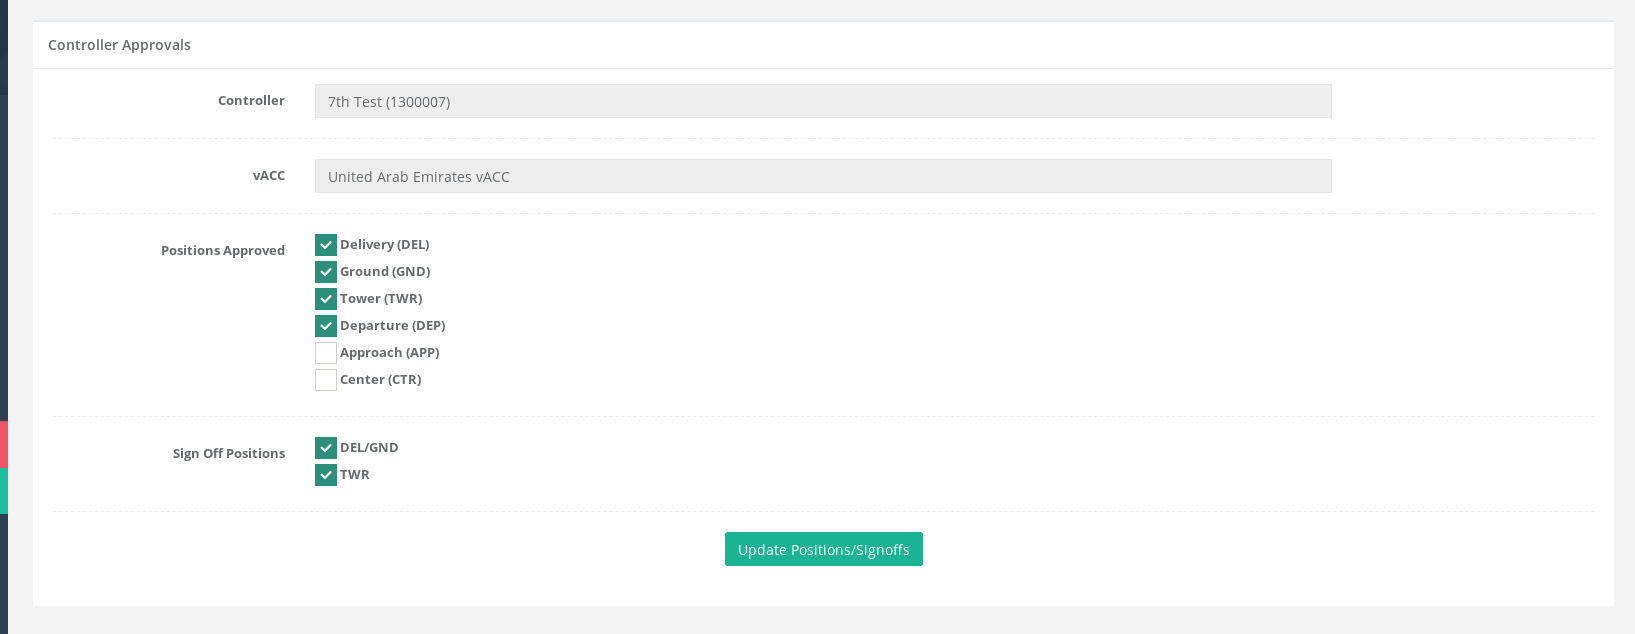 Controller Approvals
Controller
7th Test (1300007)
vACC
United Arab Emirates vACC
Positions Approved
Delivery (DEL)
Ground (GND)
Tower (TWR)
Departure (DEP)
Approach (APP)
Center (CTR)
Sign Off Positions
DEL/GND
TWR
Update Positions/Signoffs